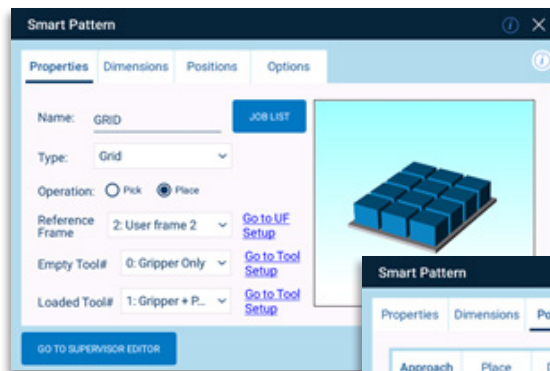 Smart Pattern
Properties Dimensions Positions Options
Name: GRID JOB LIST
Type: Grid
Operation: Pick Place
Reference Frame 2: User frame 2 Go to UF Setup
Empty Tool# 0: Gripper Only Go to Tool Setup
Loaded Tool# 1: Gripper + P... Go to Tool Setup
GO TO SUPERVISOR EDITOR
Smart Pattern
Properties Dimensions Po
Approach Place